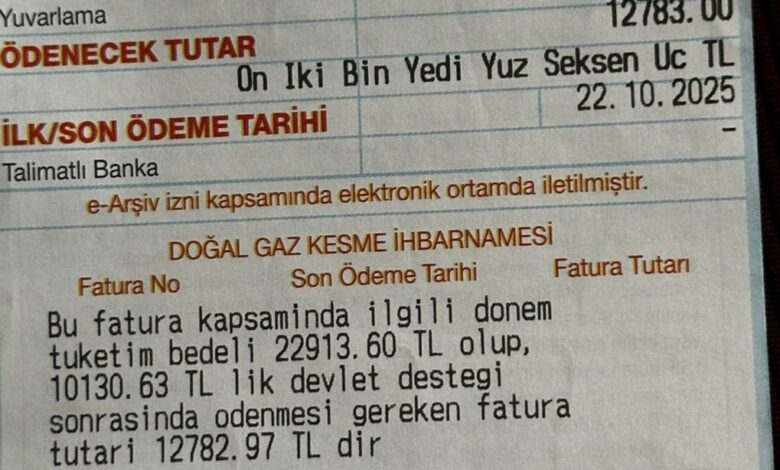 Yuvarlama
12783.00
ÖDENECEK TUTAR
On Iki Bin Yedi Yuz Seksen Uc TL
22.10.2025
İLK/SON ÖDEME TARİHİ
-
Talimatlı Banka
e-Arşiv izni kapsamında elektronik ortamda iletilmiştir.
DOĞAL GAZ KESME İHBARNAMESİ
Fatura No Son Ödeme Tarihi Fatura Tutarı
Bu fatura kapsaminda ilgili donem
tuketim bedeli 22913.60 TL olup,
10130.63 TL lik devlet destegi
sonrasinda odenmesi gereken fatura
tutari 12782.97 TL dir